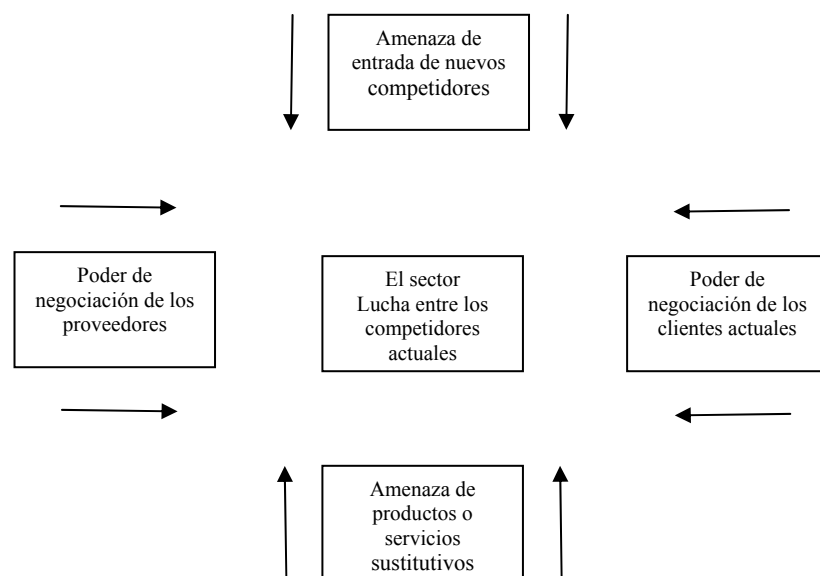 Amenaza de
entrada de nuevos
competidores
Poder de
negociación de los
proveedores
El sector
Lucha entre los
competidores
actuales
Poder de
negociación de los
clientes actuales
Amenaza de
productos o
servicios
sustitutivos